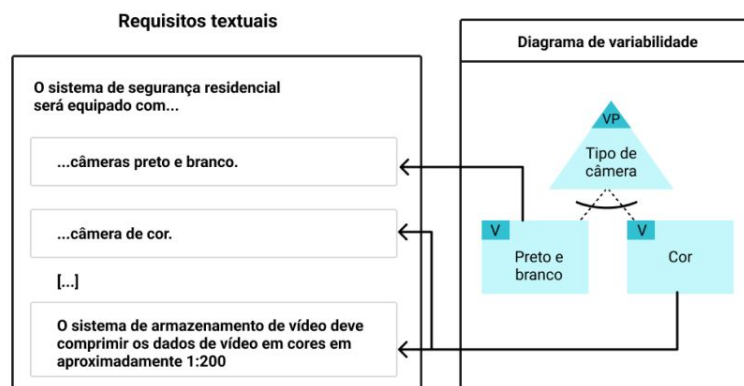 Requisitos textuais
O sistema de segurança residencial
será equipado com...
...câmeras preto e branco.
...câmera de cor.
[...]
O sistema de armazenamento de vídeo deve
comprimir os dados de vídeo em cores em
aproximadamente 1:200
Diagrama de variabilidade
VP
Tipo de
câmera
V
Preto e
branco
V
Cor